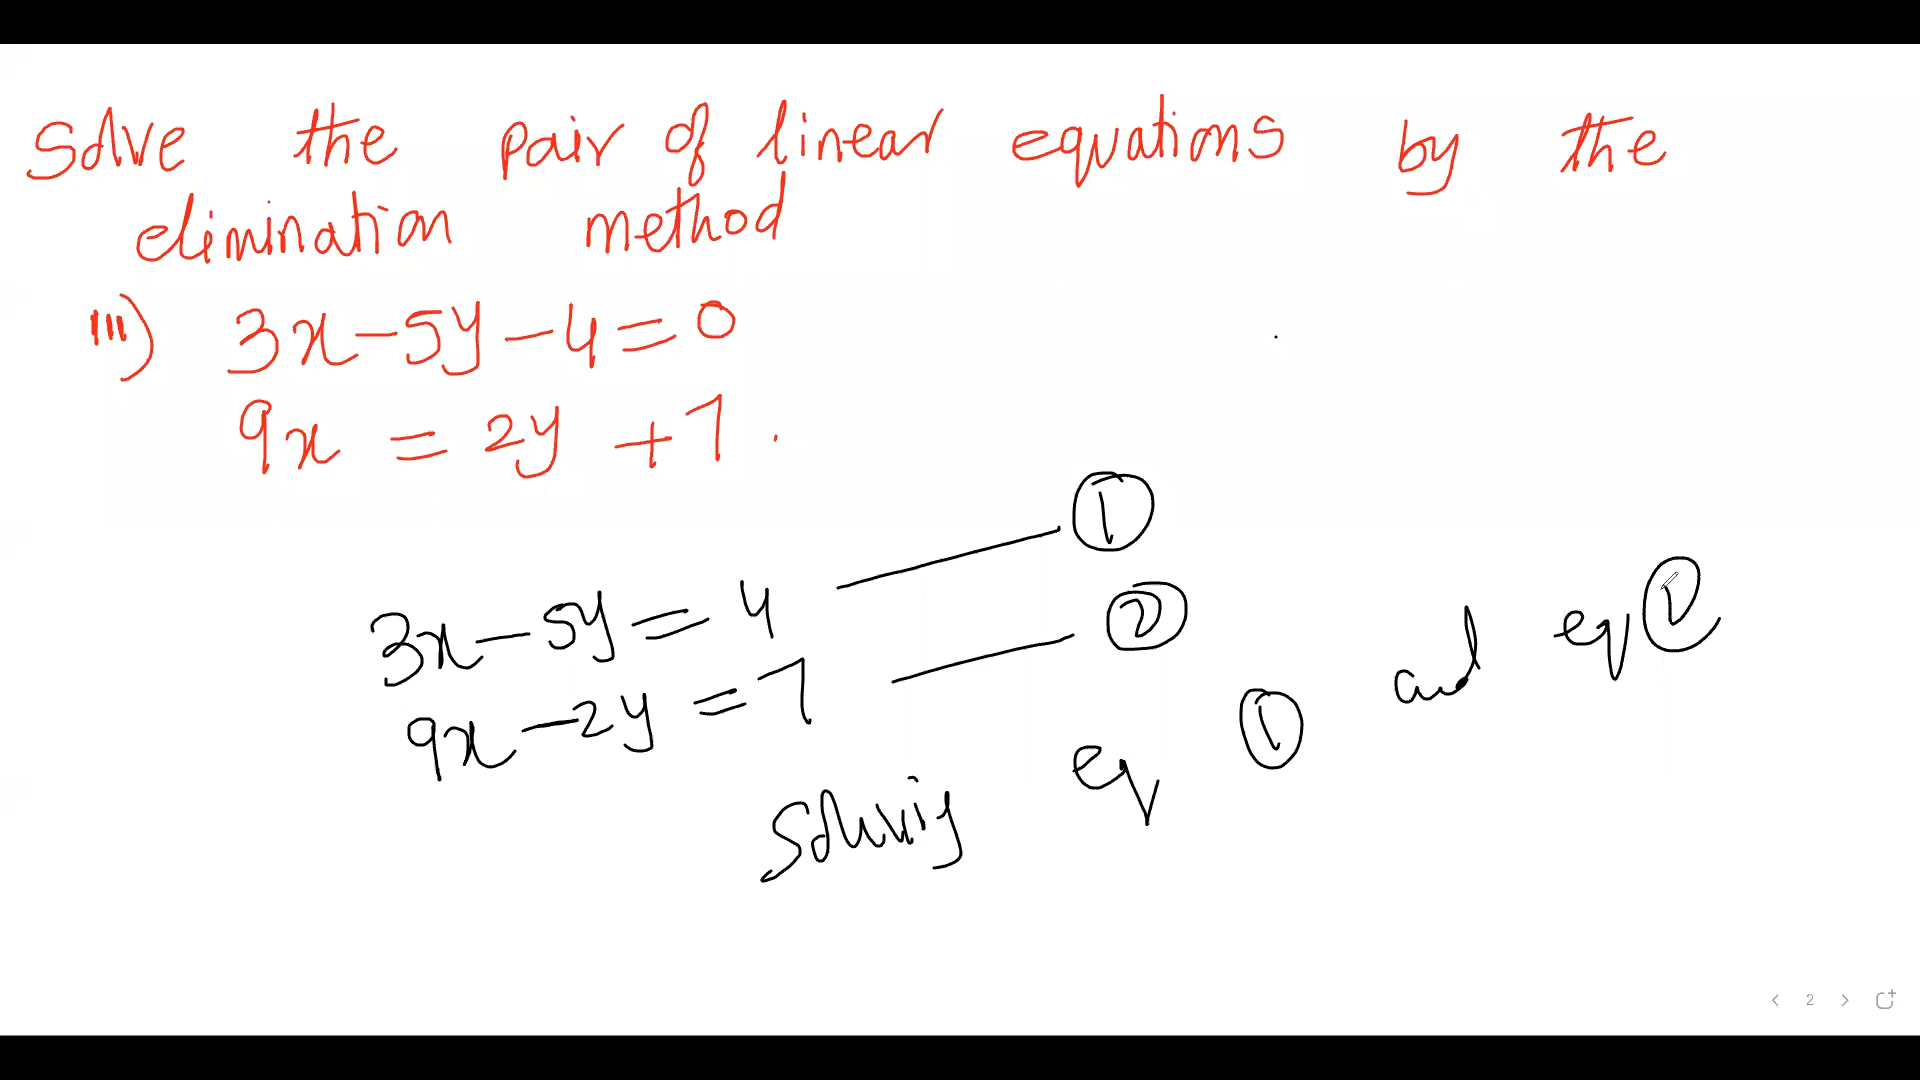 Solve the pair of linear equations by the
elimination method
iii) 3x-5y-4=0
9x = 2y +7.
3x-5y=4 ①
9x-2y=7 ②
Solving eq ① and eq
2